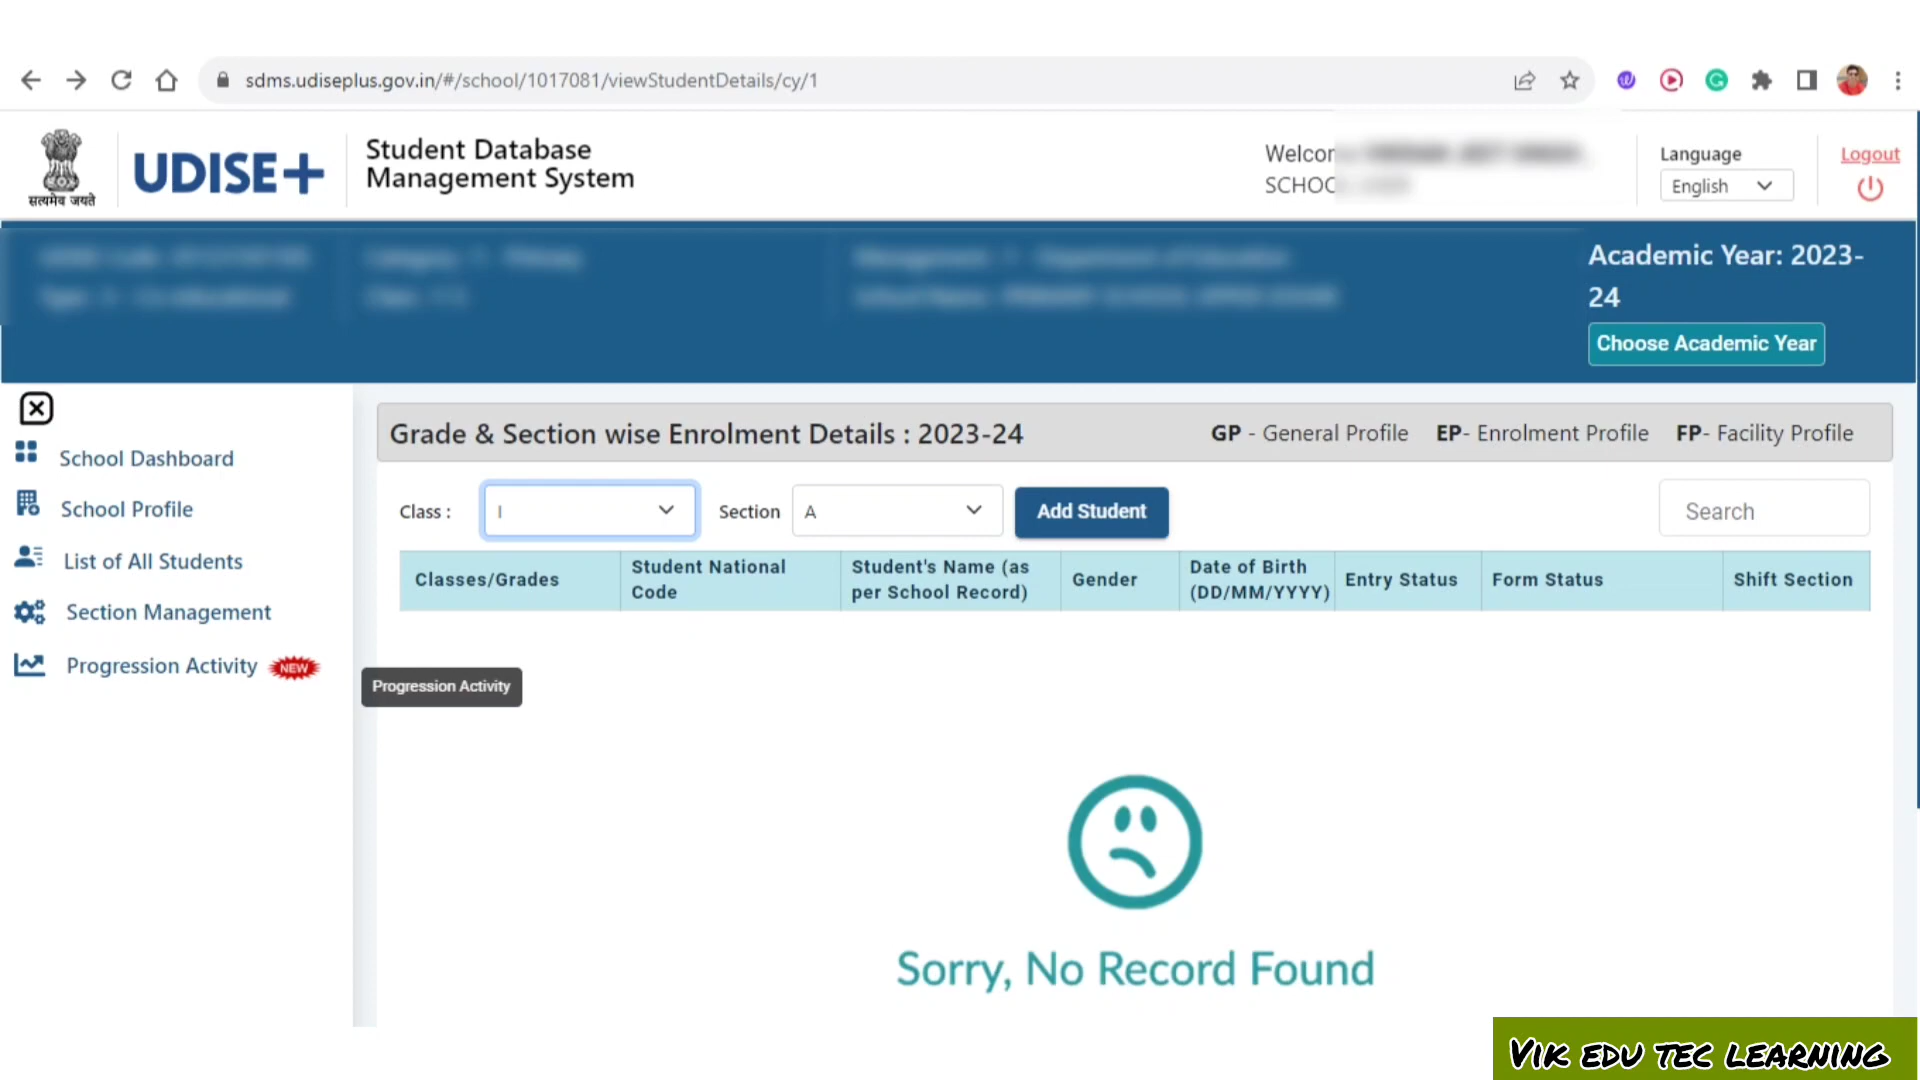 sdms.udiseplus.gov.in/#/school/1017081/viewStudentDetails/cy/1
सत्यमेव जयते
UDISE+
Student Database
Management System
Language
English
Logout
Academic Year: 2023-
24
Choose Academic Year
School Dashboard
School Profile
List of All Students
Section Management
Progression Activity NEW
Progression Activity
Grade & Section wise Enrolment Details : 2023-24
GP - General Profile EP- Enrolment Profile FP- Facility Profile
Class : I Section A Add Student Search
Classes/Grades
Student National
Code
Student's Name (as
per School Record)
Gender
Date of Birth
(DD/MM/YYYY)
Entry Status
Form Status
Shift Section
Sorry, No Record Found
VIK EDU TEC LEARNING